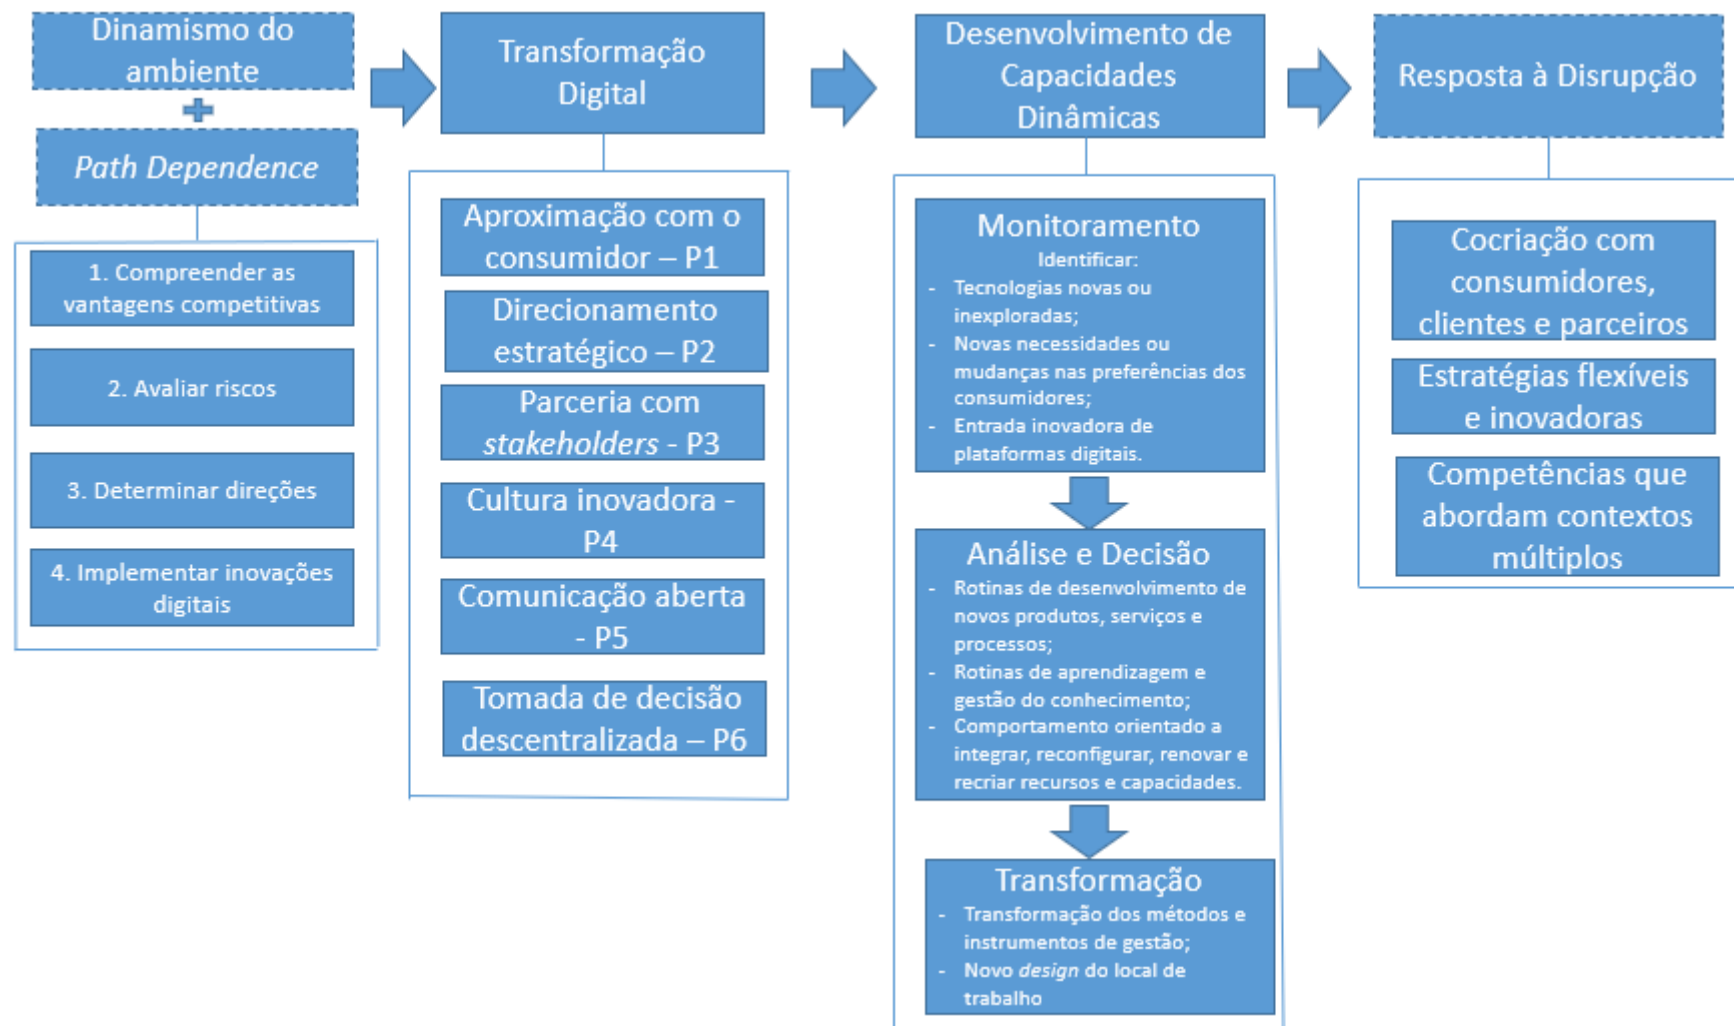 Dinamismo do
ambiente
Path Dependence
1. Compreender as
vantagens competitivas
2. Avaliar riscos
3. Determinar direções
4. Implementar inovações
digitais
Transformação
Digital
Aproximação com o
consumidor – P1
Direcionamento
estratégico – P2
Parceria com
stakeholders - P3
Cultura inovadora -
P4
Comunicação aberta
- P5
Tomada de decisão
descentralizada – P6
Desenvolvimento de
Capacidades
Dinâmicas
Monitoramento
Identificar:
- Tecnologias novas ou
inexploradas;
- Novas necessidades ou
mudanças nas preferências dos
consumidores;
- Entrada inovadora de
plataformas digitais.
Análise e Decisão
- Rotinas de desenvolvimento de
novos produtos, serviços e
processos;
- Rotinas de aprendizagem e
gestão do conhecimento;
- Comportamento orientado a
integrar, reconfigurar, renovar e
recriar recursos e capacidades.
Transformação
- Transformação dos métodos e
instrumentos de gestão;
- Novo design do local de
trabalho
Resposta à Disrupção
Cocriação com
consumidores,
clientes e parceiros
Estratégias flexíveis
e inovadoras
Competências que
abordam contextos
múltiplos